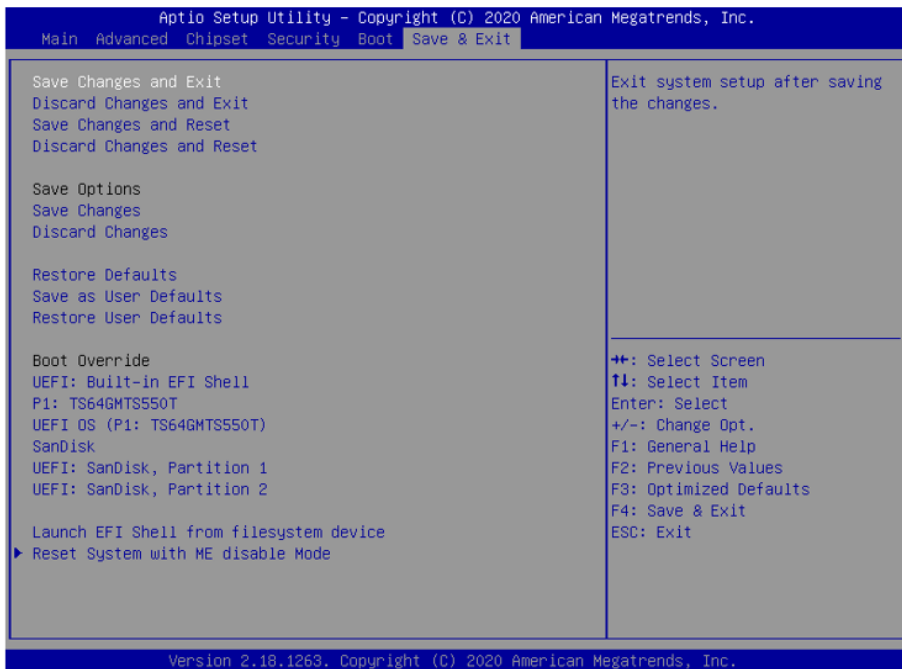 Aptio Setup Utility – Copyright (C) 2020 American Megatrends, Inc.
Main Advanced Chipset Security Boot Save & Exit
Save Changes and Exit
Discard Changes and Exit
Save Changes and Reset
Discard Changes and Reset
Save Options
Save Changes
Discard Changes
Restore Defaults
Save as User Defaults
Restore User Defaults
Boot Override
UEFI: Built-in EFI Shell
P1: TS64GMTS550T
UEFI OS (P1: TS64GMTS550T)
SanDisk
UEFI: SanDisk, Partition 1
UEFI: SanDisk, Partition 2
Launch EFI Shell from filesystem device
Reset System with ME disable Mode
Exit system setup after saving
the changes.
→←: Select Screen
↑↓: Select Item
Enter: Select
+/-: Change Opt.
F1: General Help
F2: Previous Values
F3: Optimized Defaults
F4: Save & Exit
ESC: Exit
Version 2.18.1263. Copyright (C) 2020 American Megatrends, Inc.